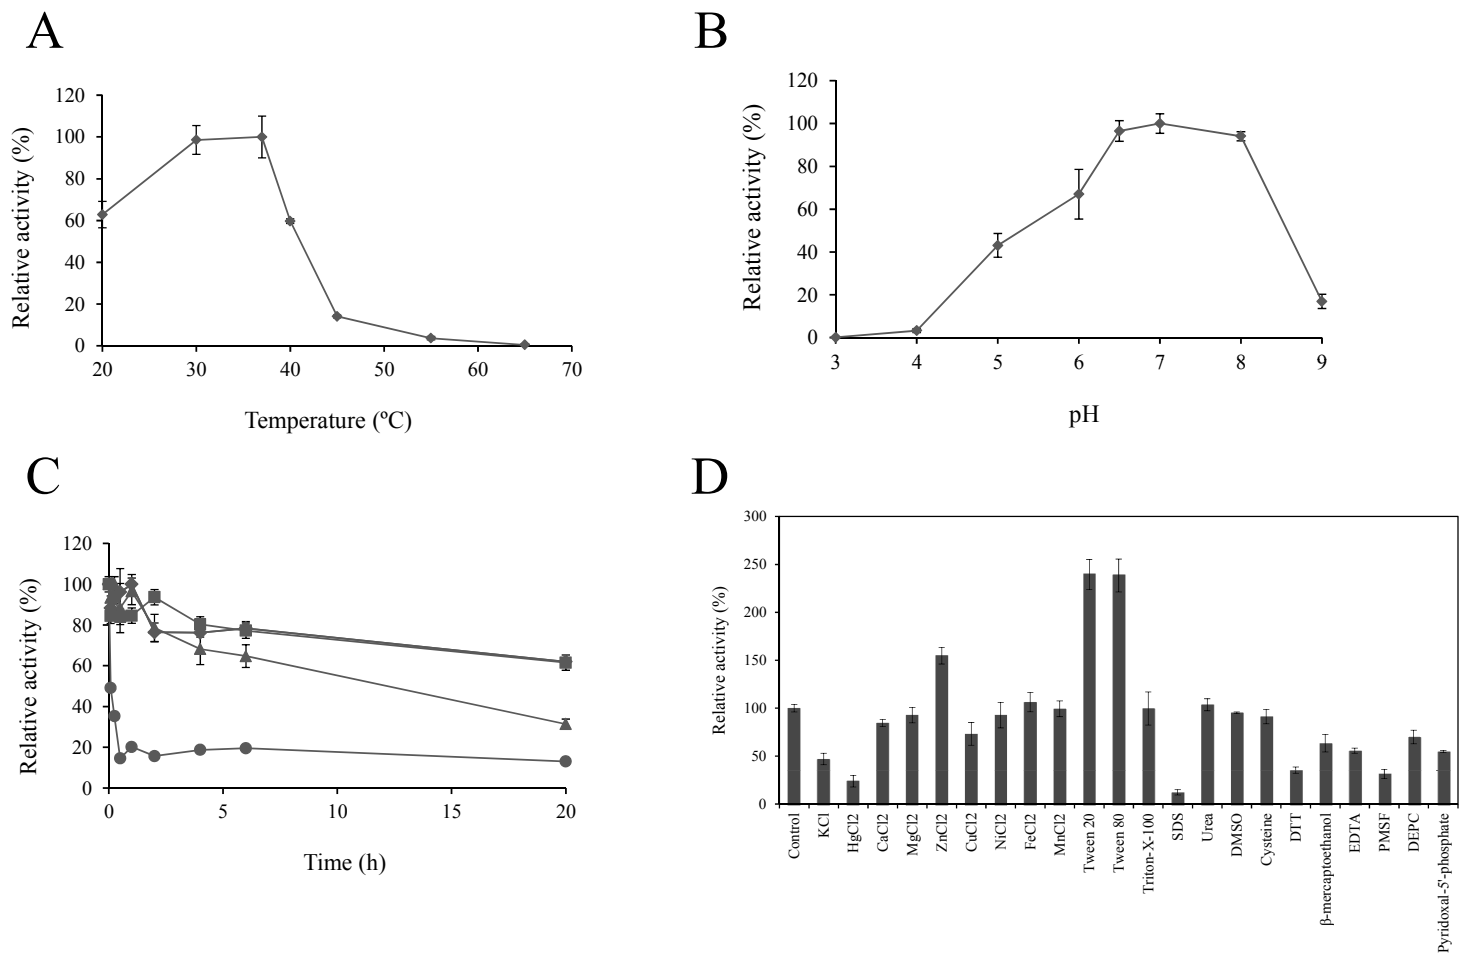 A
120
100
80
60
40
20
0
20 30 40 50 60 70
Relative activity (%)
Temperature (ºC)
B
120
100
80
60
40
20
0
3 4 5 6 7 8 9
Relative activity (%)
pH
C
120
100
80
60
40
20
0
0 5 10 15 20
Relative activity (%)
Time (h)
D
300
250
200
150
100
50
0
Relative activity (%)
Control
KCl
HgCl2
CaCl2
MgCl2
ZnCl2
CuCl2
NiCl2
FeCl2
MnCl2
Tween 20
Tween 80
Triton-X-100
SDS
Urea
DMSO
Cysteine
DTT
β-mercaptoethanol
EDTA
PMSF
DEPC
Pyridoxal-5'-phosphate